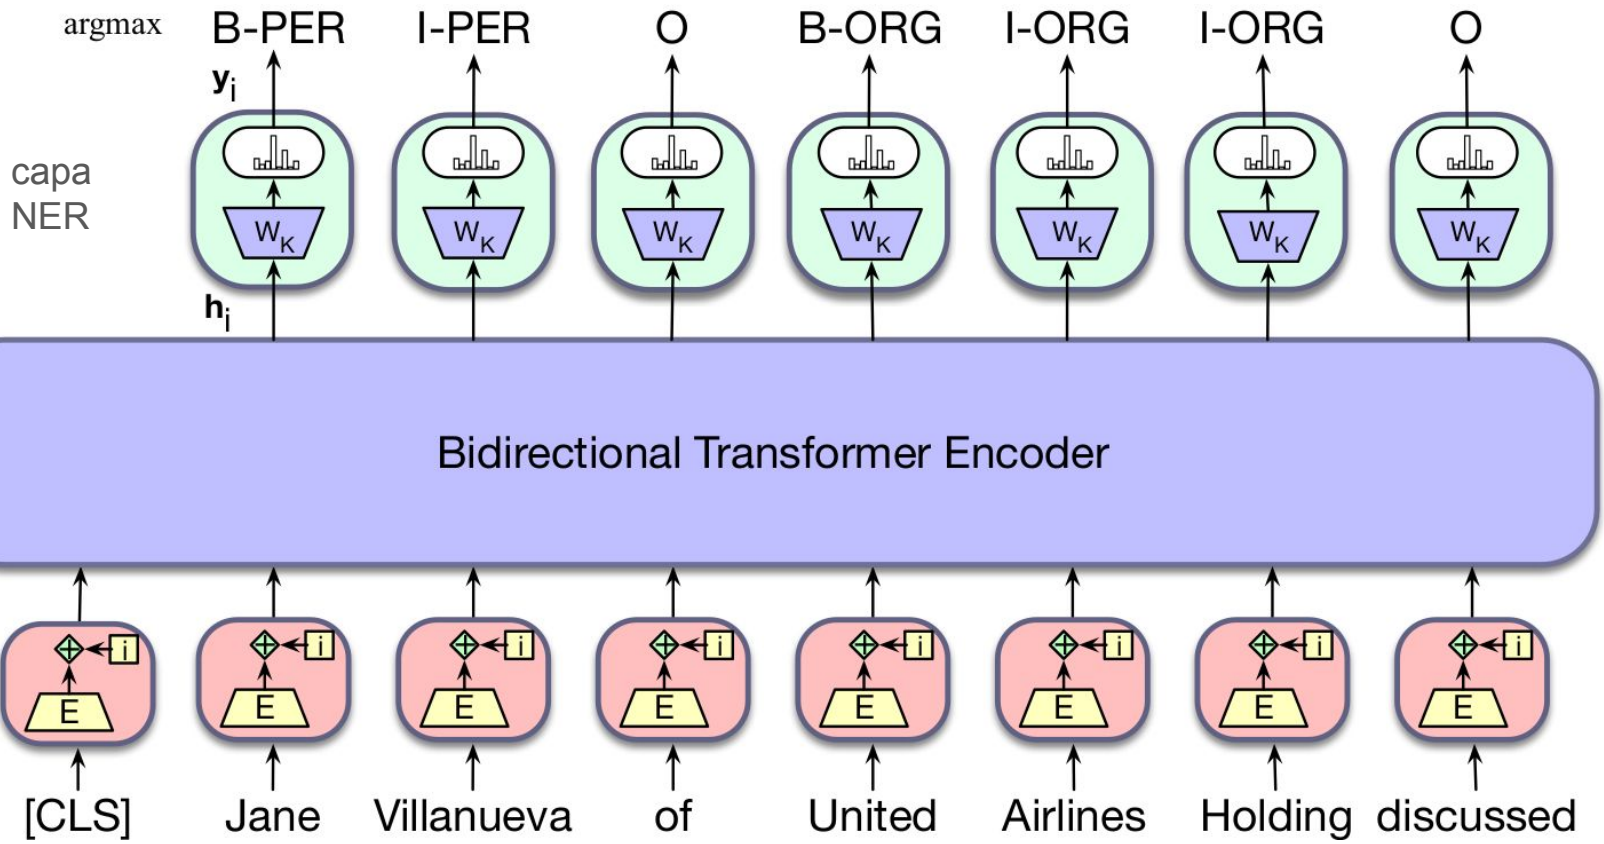 argmax B-PER I-PER O B-ORG I-ORG I-ORG O
yi
capa
NER
WK WK WK WK WK WK WK
hi
Bidirectional Transformer Encoder
i i i i i i i i
E E E E E E E E
[CLS] Jane Villanueva of United Airlines Holding discussed